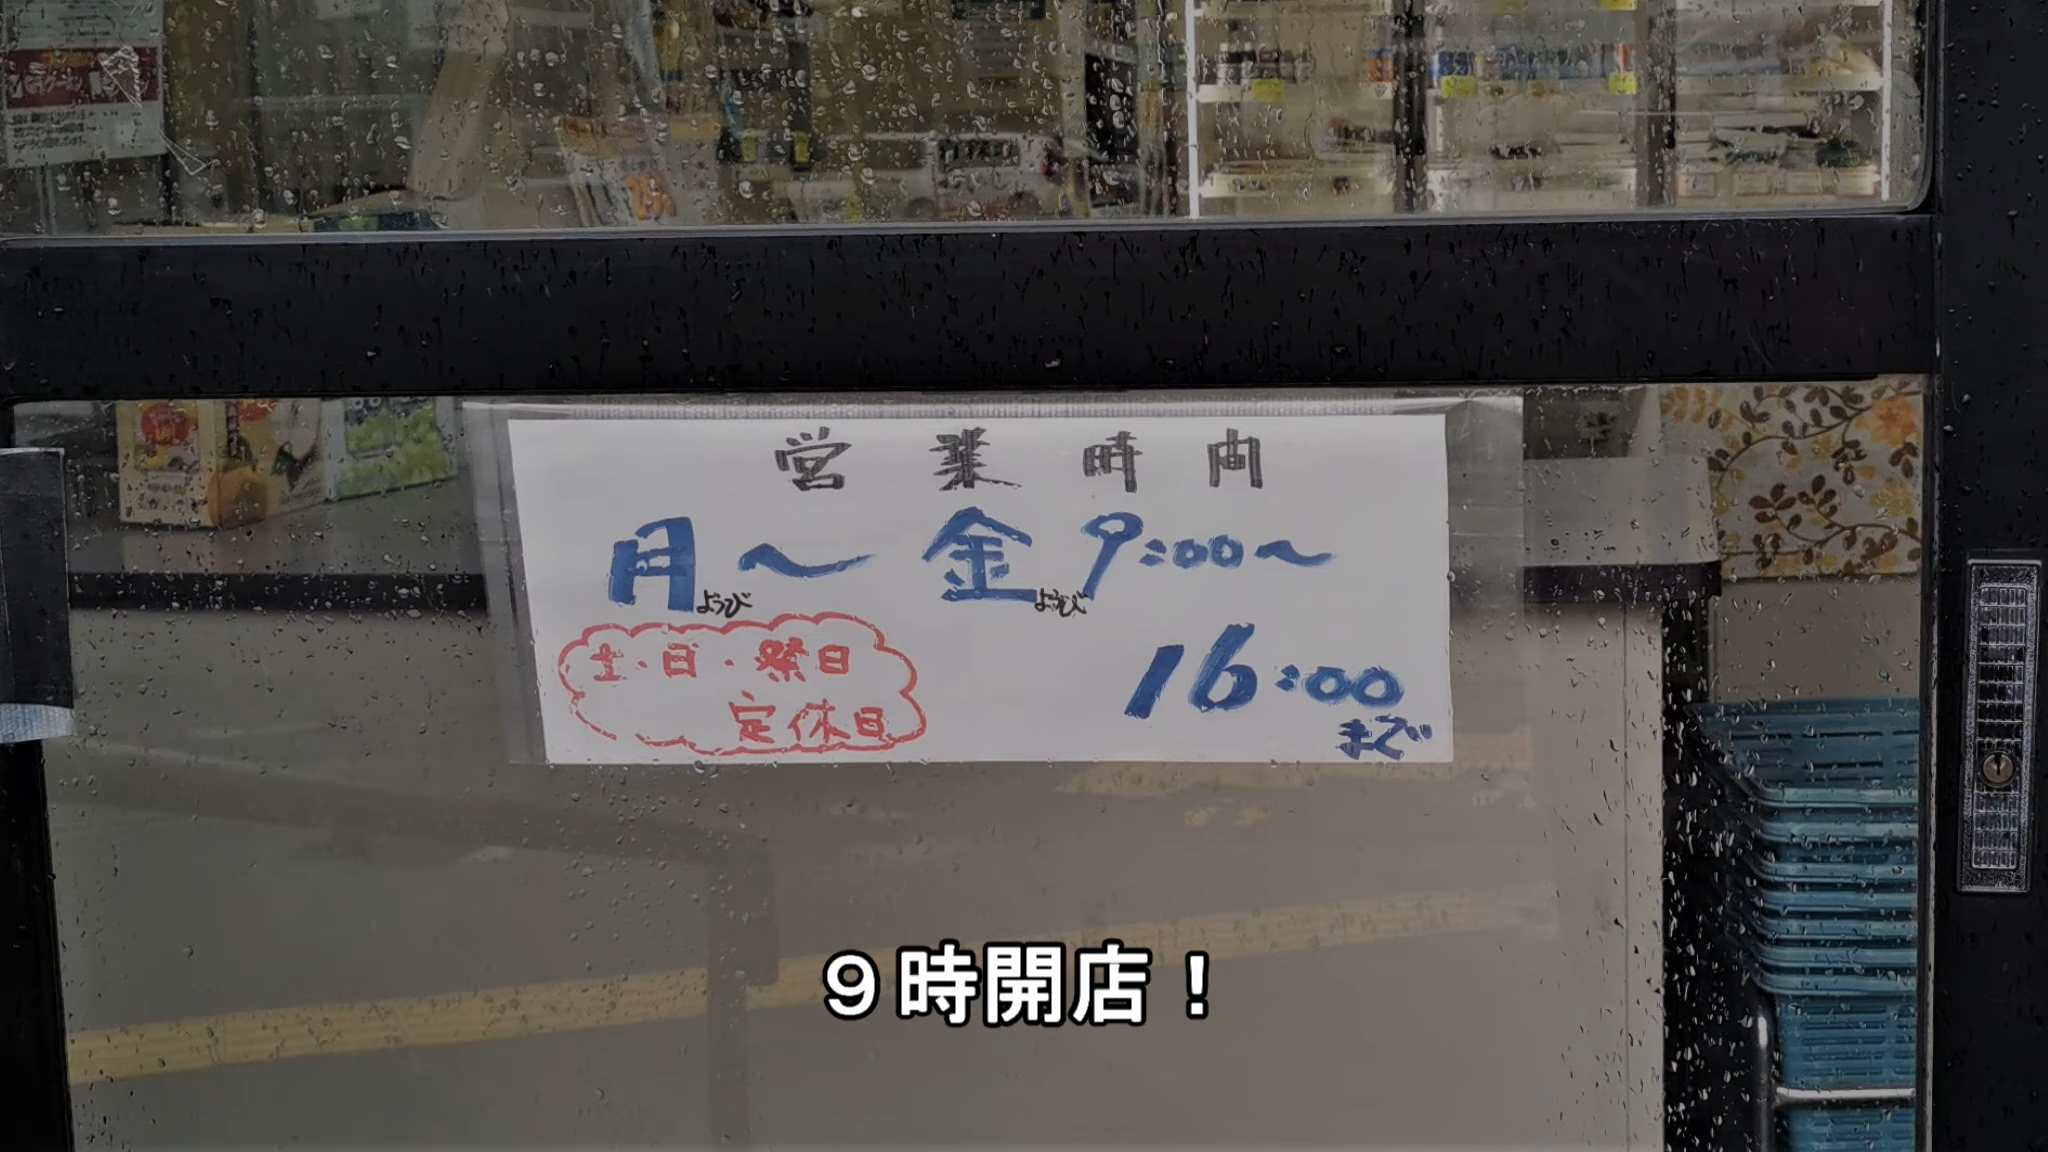 営業時間
月ようび〜金ようび9:00〜
16:00
まで
土・日・祭日
定休日
９時開店！